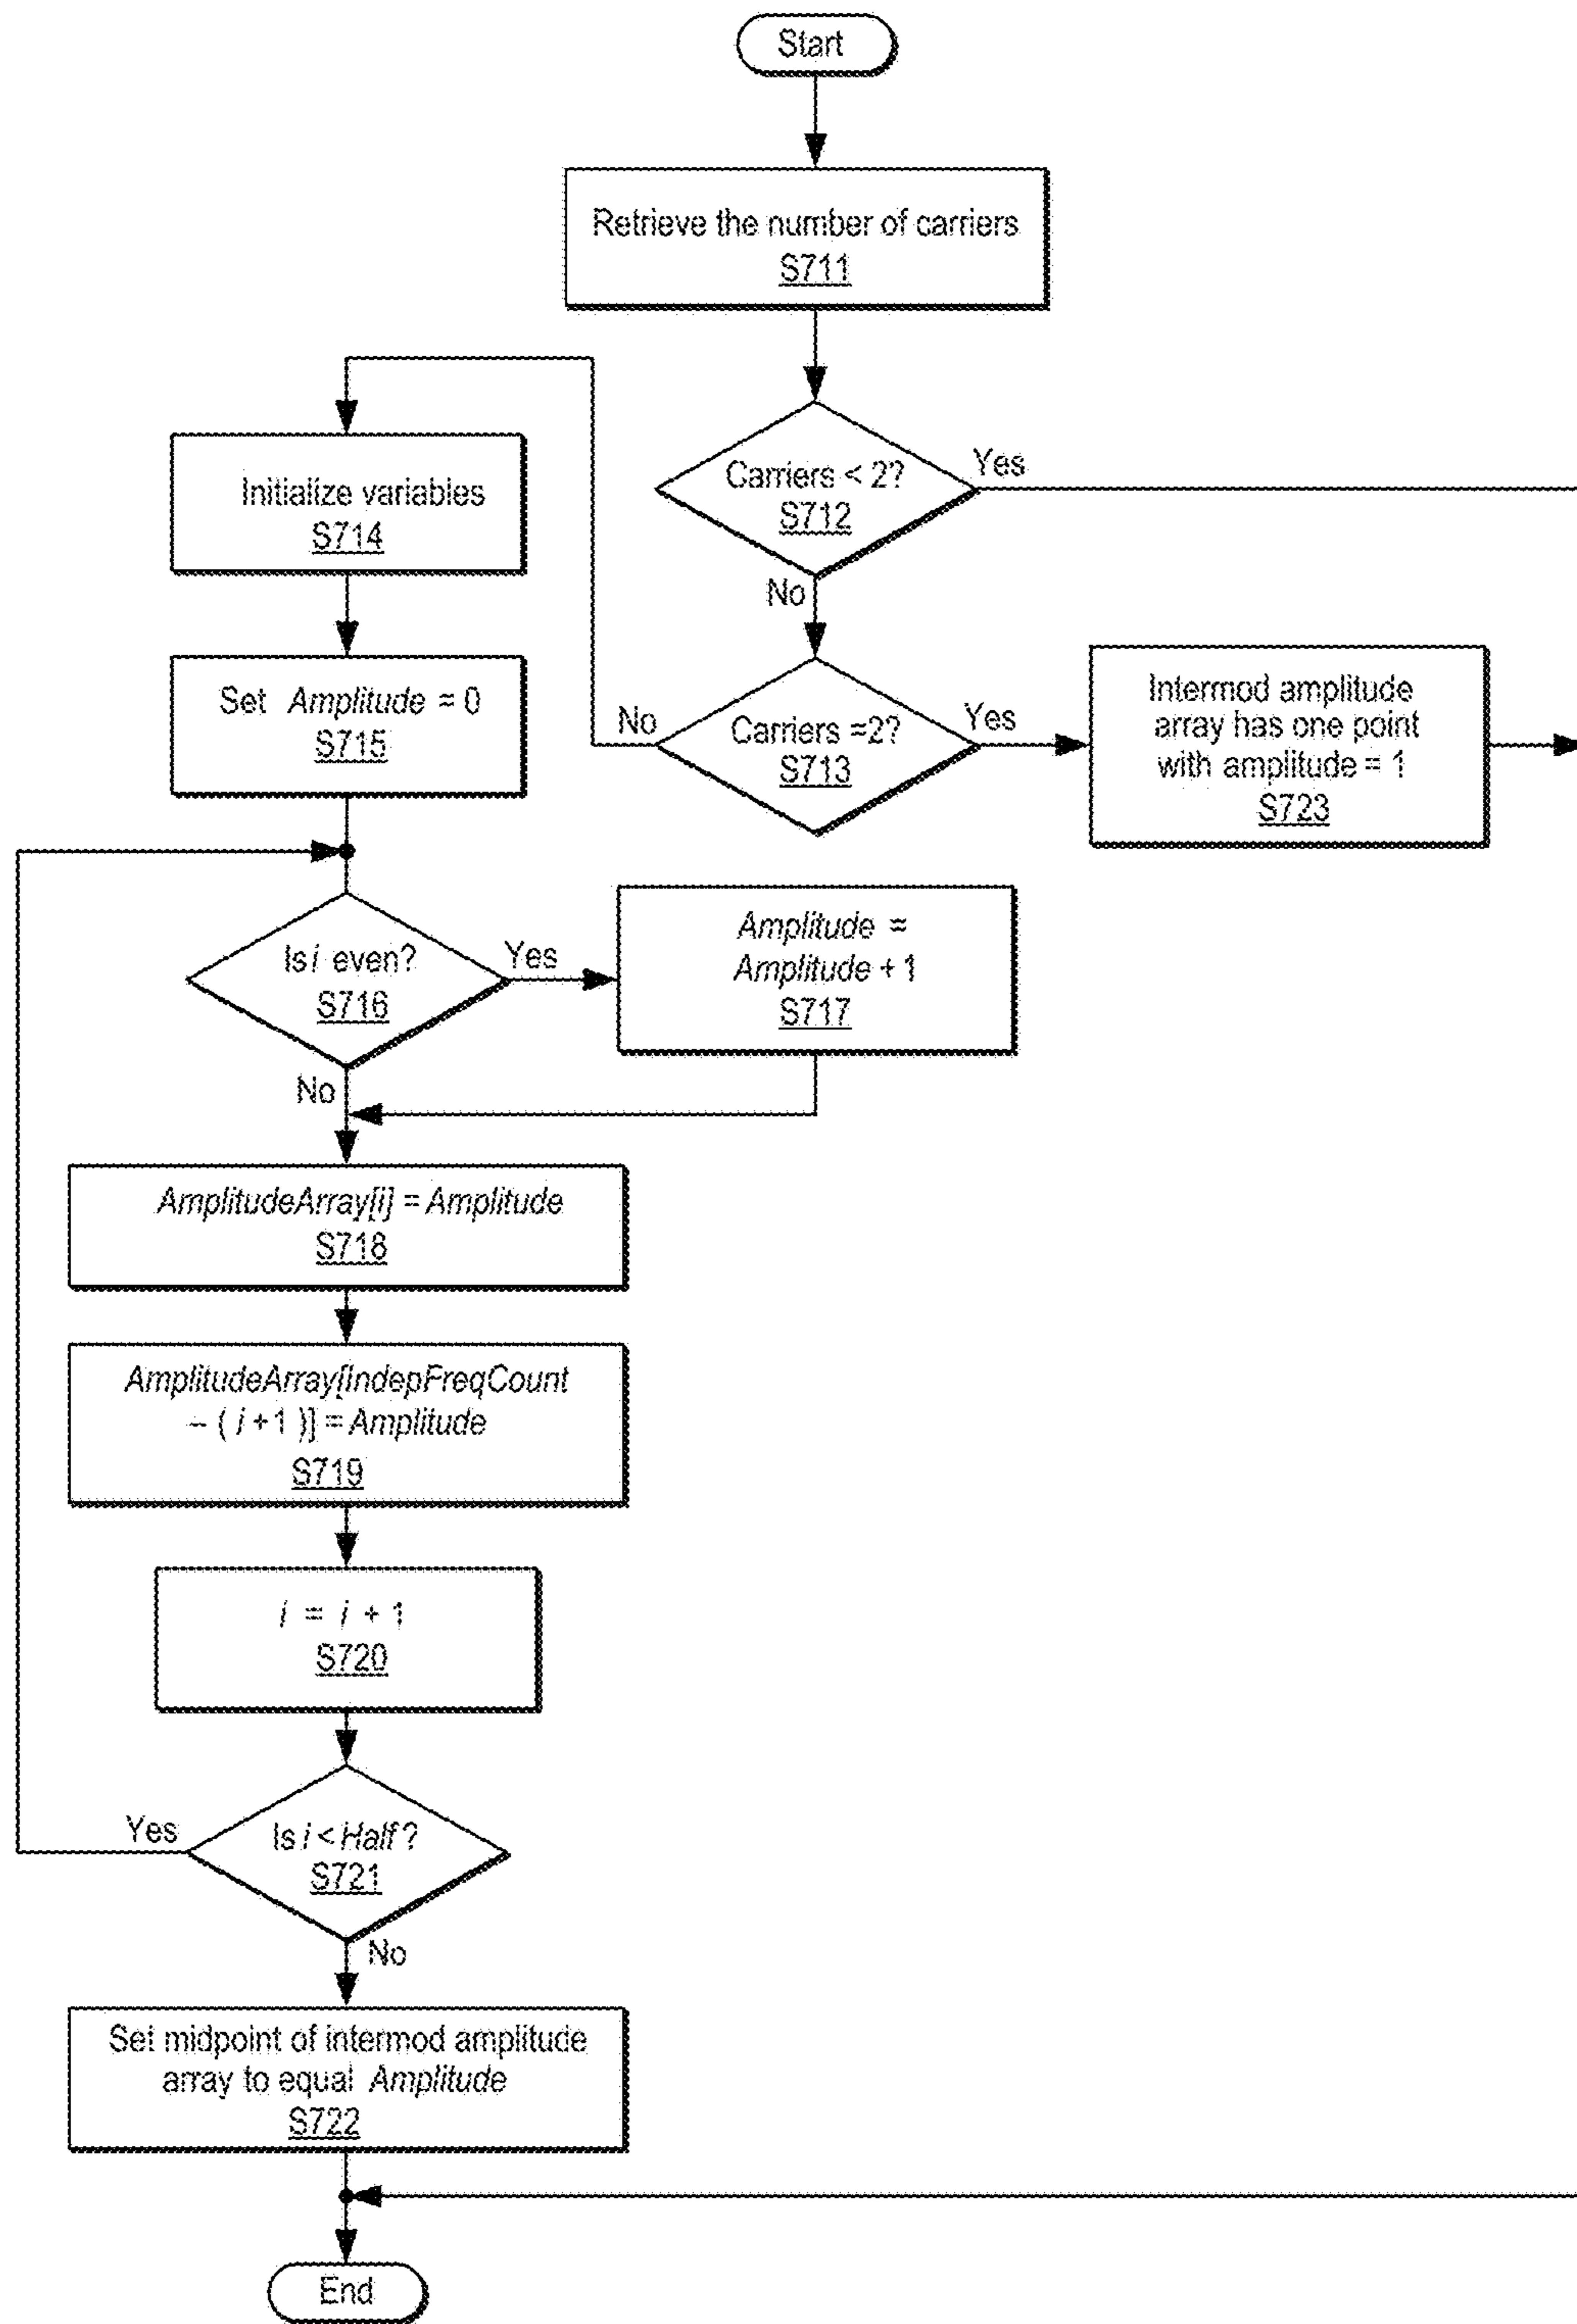 Start
Retrieve the number of carriers
S711
Carriers < 2?
S712
Yes
No
Carriers =2?
S713
No
Yes
Intermod amplitude
array has one point
with amplitude = 1
S723
Initialize variables
S714
Set Amplitude = 0
S715
Is i even?
S716
Yes
No
Amplitude =
Amplitude + 1
S717
AmplitudeArray[i] = Amplitude
S718
AmplitudeArray[IndepFreqCount
– ( i +1 )] = Amplitude
S719
i = i + 1
S720
Is i < Half ?
S721
Yes
No
Set midpoint of intermod amplitude
array to equal Amplitude
S722
End